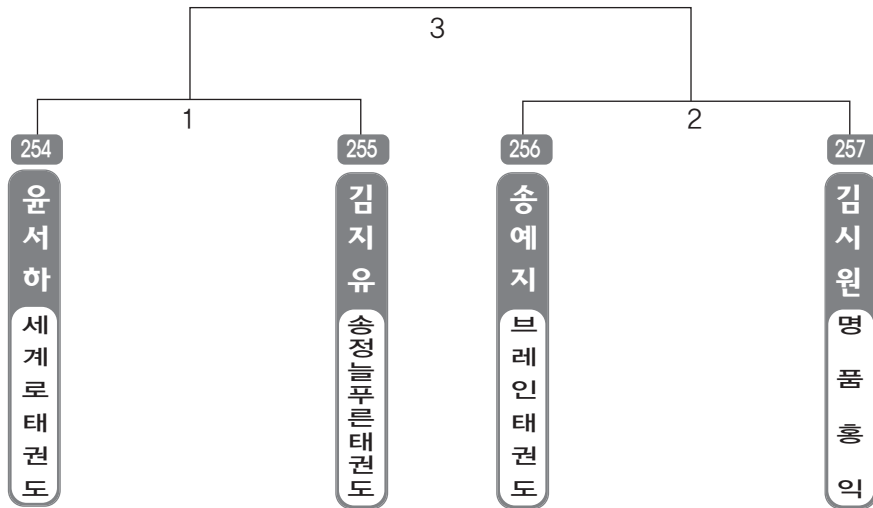 3
1
2
254
윤서하
세계로태권도
255
김지유
송정늘푸른태권도
256
송예지
브레인태권도
257
김시원
명품홍익